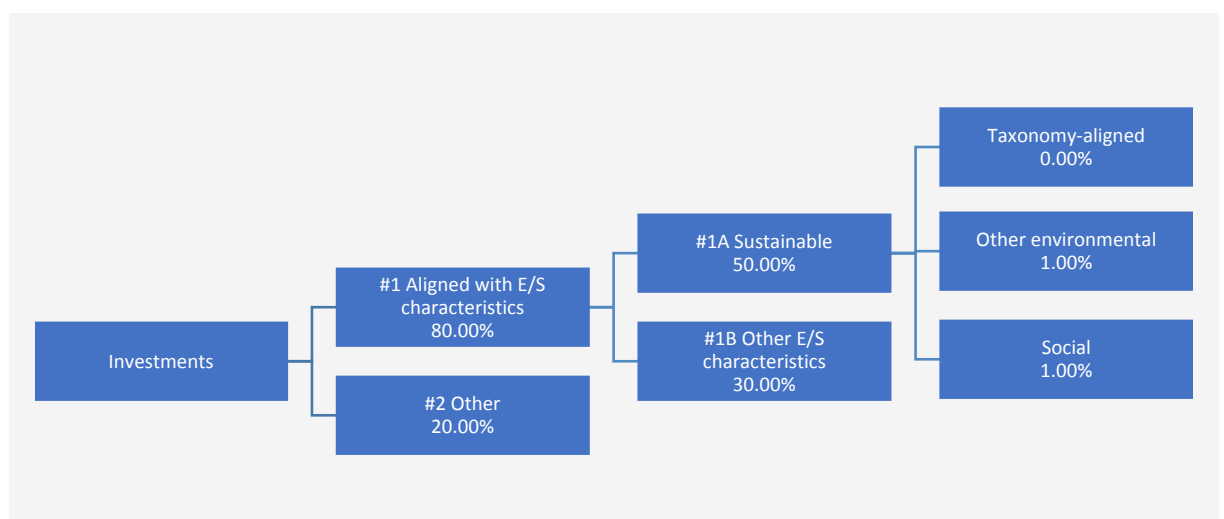 Investments
#1 Aligned with E/S
characteristics
80.00%
#2 Other
20.00%
#1A Sustainable
50.00%
#1B Other E/S
characteristics
30.00%
Taxonomy-aligned
0.00%
Other environmental
1.00%
Social
1.00%